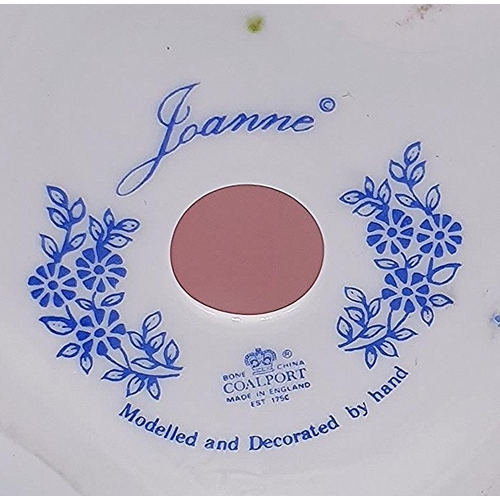 Joanne ©
BONE CHINA ®
COALPORT
MADE IN ENGLAND
EST 1750
Modelled and Decorated by hand